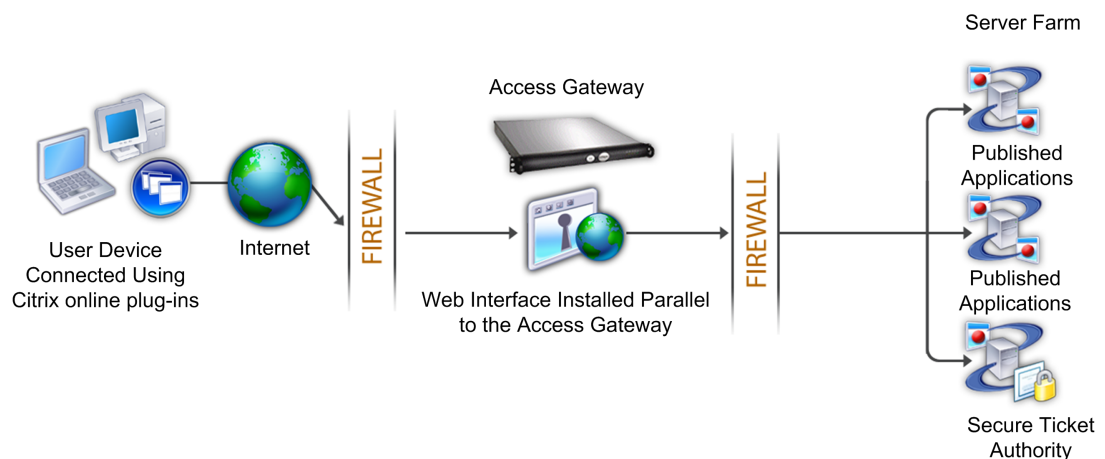 Server Farm
Access Gateway
FIREWALL
FIREWALL
User Device
Connected Using
Citrix online plug-ins
Internet
Web Interface Installed Parallel
to the Access Gateway
Published
Applications
Published
Applications
Secure Ticket
Authority